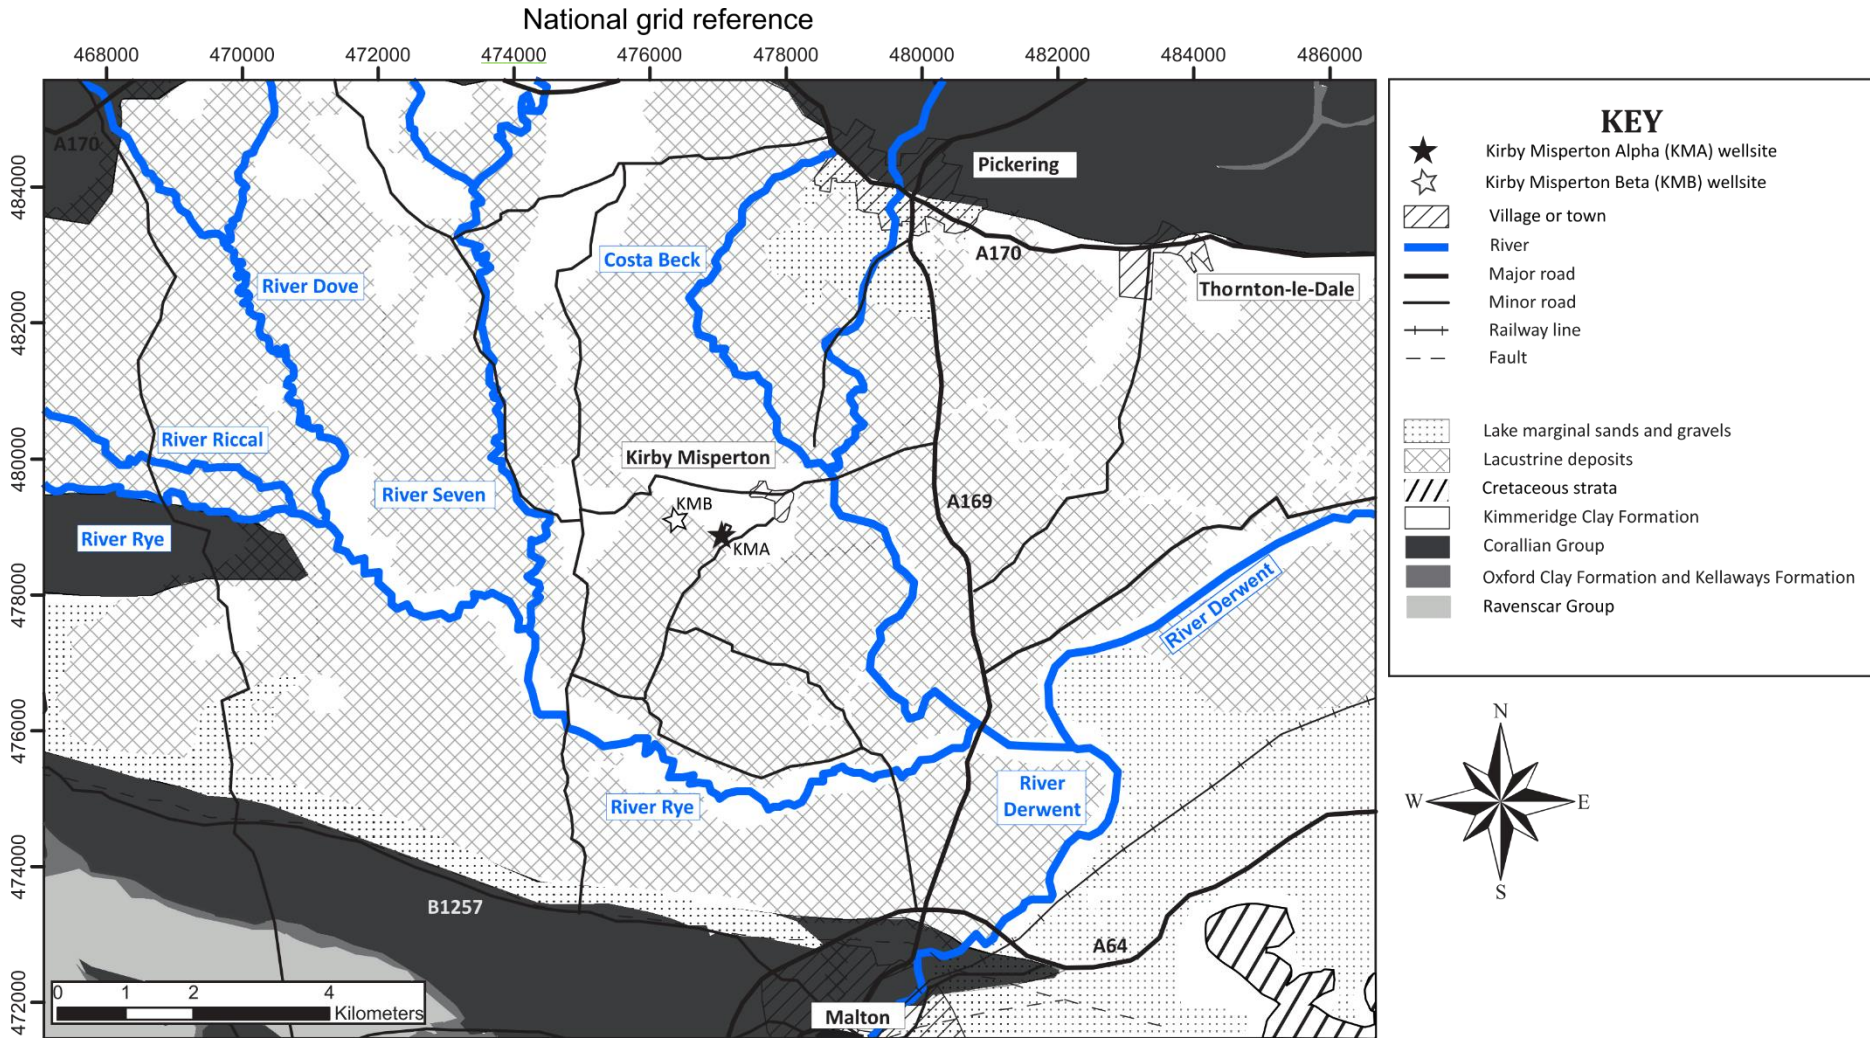 National grid reference
468000 470000 472000 474000 476000 478000 480000 482000 484000 486000
484000
482000
480000
478000
476000
474000
472000
A170
Pickering
A170
Thornton-le-Dale
Costa Beck
River Dove
River Riccal
River Seven
Kirby Misperton
KMB
KMA
A169
River Rye
River Derwent
River Rye
River
Derwent
B1257
A64
Malton
0 1 2 4
Kilometers
KEY
Kirby Misperton Alpha (KMA) wellsite
Kirby Misperton Beta (KMB) wellsite
Village or town
River
Major road
Minor road
Railway line
Fault
Lake marginal sands and gravels
Lacustrine deposits
Cretaceous strata
Kimmeridge Clay Formation
Corallian Group
Oxford Clay Formation and Kellaways Formation
Ravenscar Group
N
W E
S